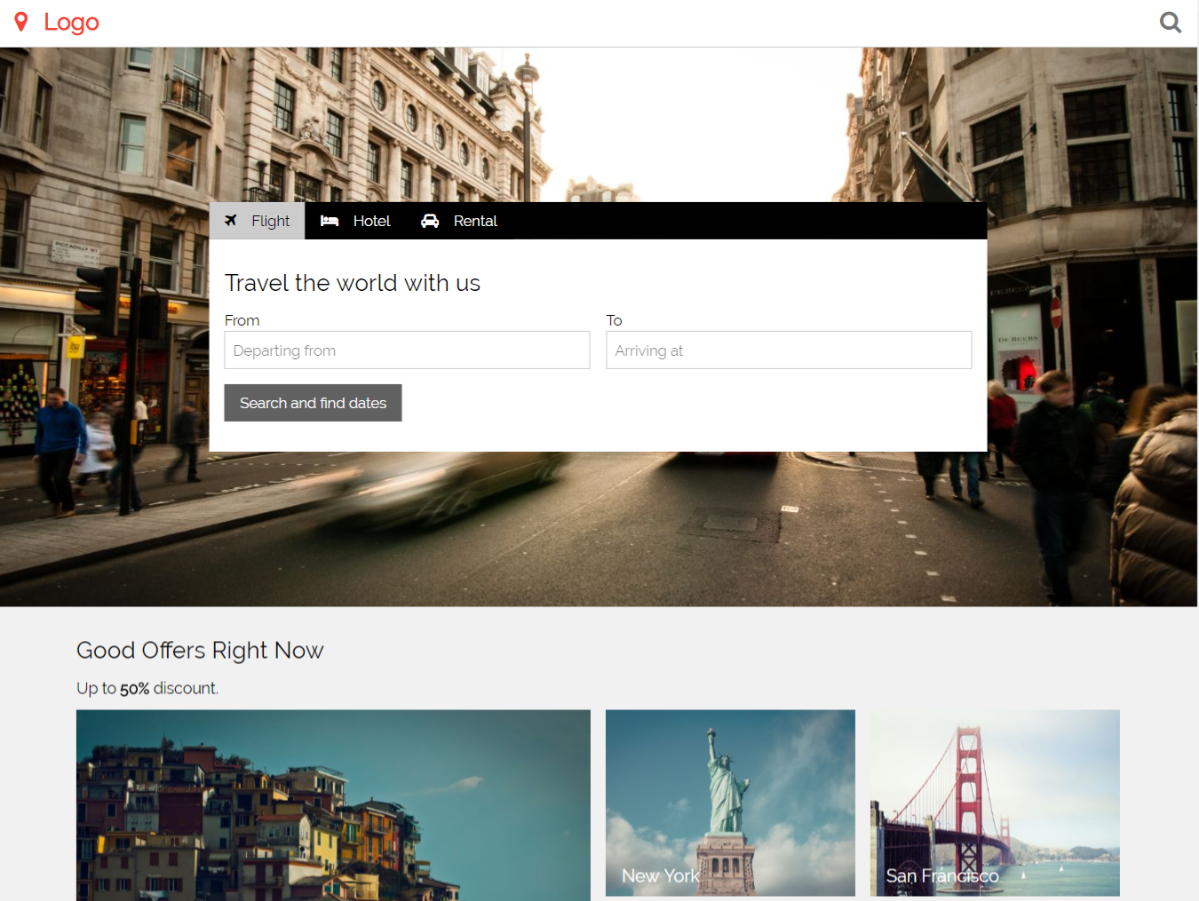 Logo
Flight Hotel Rental
Travel the world with us
From To
Departing from Arriving at
Search and find dates
Good Offers Right Now
Up to 50% discount.
New York San Francisco